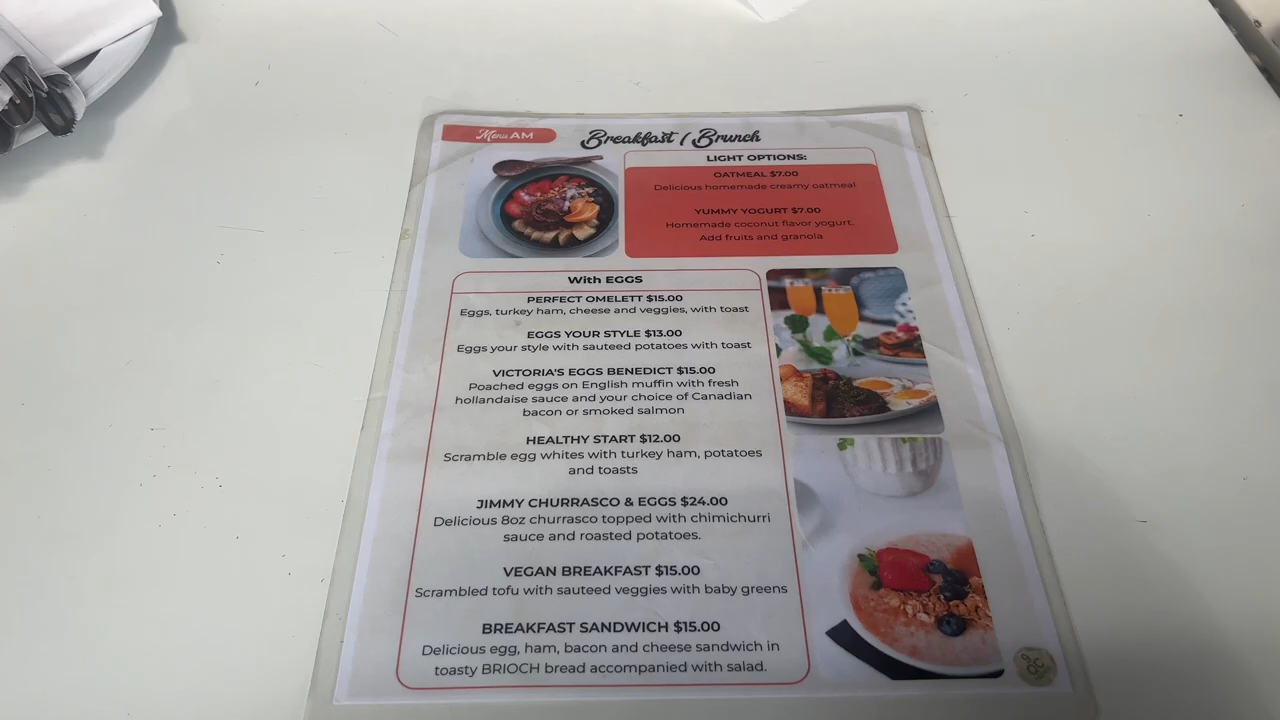 Menu AM
Breakfast / Brunch
LIGHT OPTIONS:
OATMEAL $7.00
Delicious homemade creamy oatmeal
YUMMY YOGURT $7.00
Homemade coconut flavor yogurt.
Add fruits and granola
With EGGS
PERFECT OMELETT $15.00
Eggs, turkey ham, cheese and veggies, with toast
EGGS YOUR STYLE $13.00
Eggs your style with sauteed potatoes with toast
VICTORIA'S EGGS BENEDICT $15.00
Poached eggs on English muffin with fresh
hollandaise sauce and your choice of Canadian
bacon or smoked salmon
HEALTHY START $12.00
Scramble egg whites with turkey ham, potatoes
and toasts
JIMMY CHURRASCO & EGGS $24.00
Delicious 8oz churrasco topped with chimichurri
sauce and roasted potatoes.
VEGAN BREAKFAST $15.00
Scrambled tofu with sauteed veggies with baby greens
BREAKFAST SANDWICH $15.00
Delicious egg, ham, bacon and cheese sandwich in
toasty BRIOCH bread accompanied with salad.